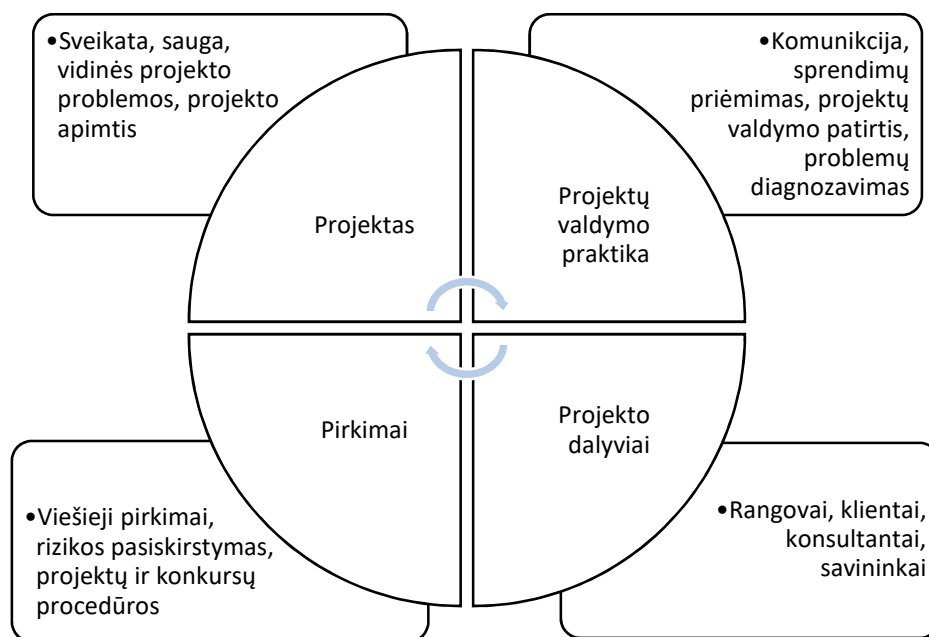 •Sveikata, sauga,
vidinės projekto
problemos, projekto
apimtis
•Komunikcija,
sprendimų
priėmimas, projektų
valdymo patirtis,
problemų
diagnozavimas
Projektas
Projektų
valdymo
praktika
Pirkimai
Projekto
dalyviai
•Viešieji pirkimai,
rizikos pasiskirstymas,
projektų ir konkursų
procedūros
•Rangovai, klientai,
konsultantai,
savininkai